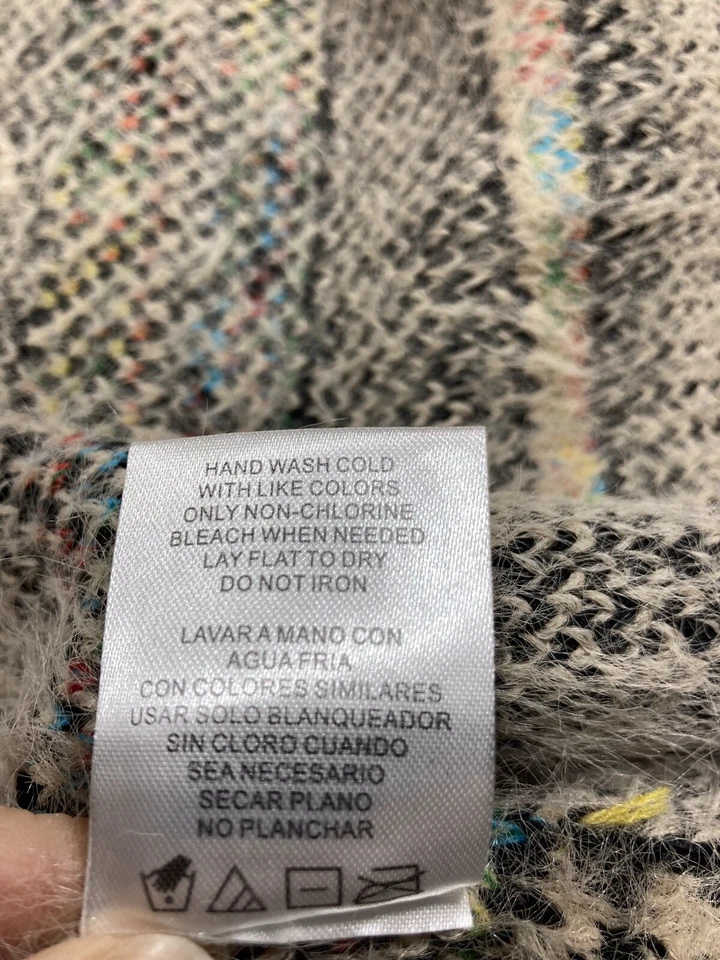 HAND WASH COLD
WITH LIKE COLORS
ONLY NON-CHLORINE
BLEACH WHEN NEEDED
LAY FLAT TO DRY
DO NOT IRON
LAVAR A MANO CON
AGUA FRIA
CON COLORES SIMILARES
USAR SOLO BLANQUEADOR
SIN CLORO CUANDO
SEA NECESARIO
SECAR PLANO
NO PLANCHAR